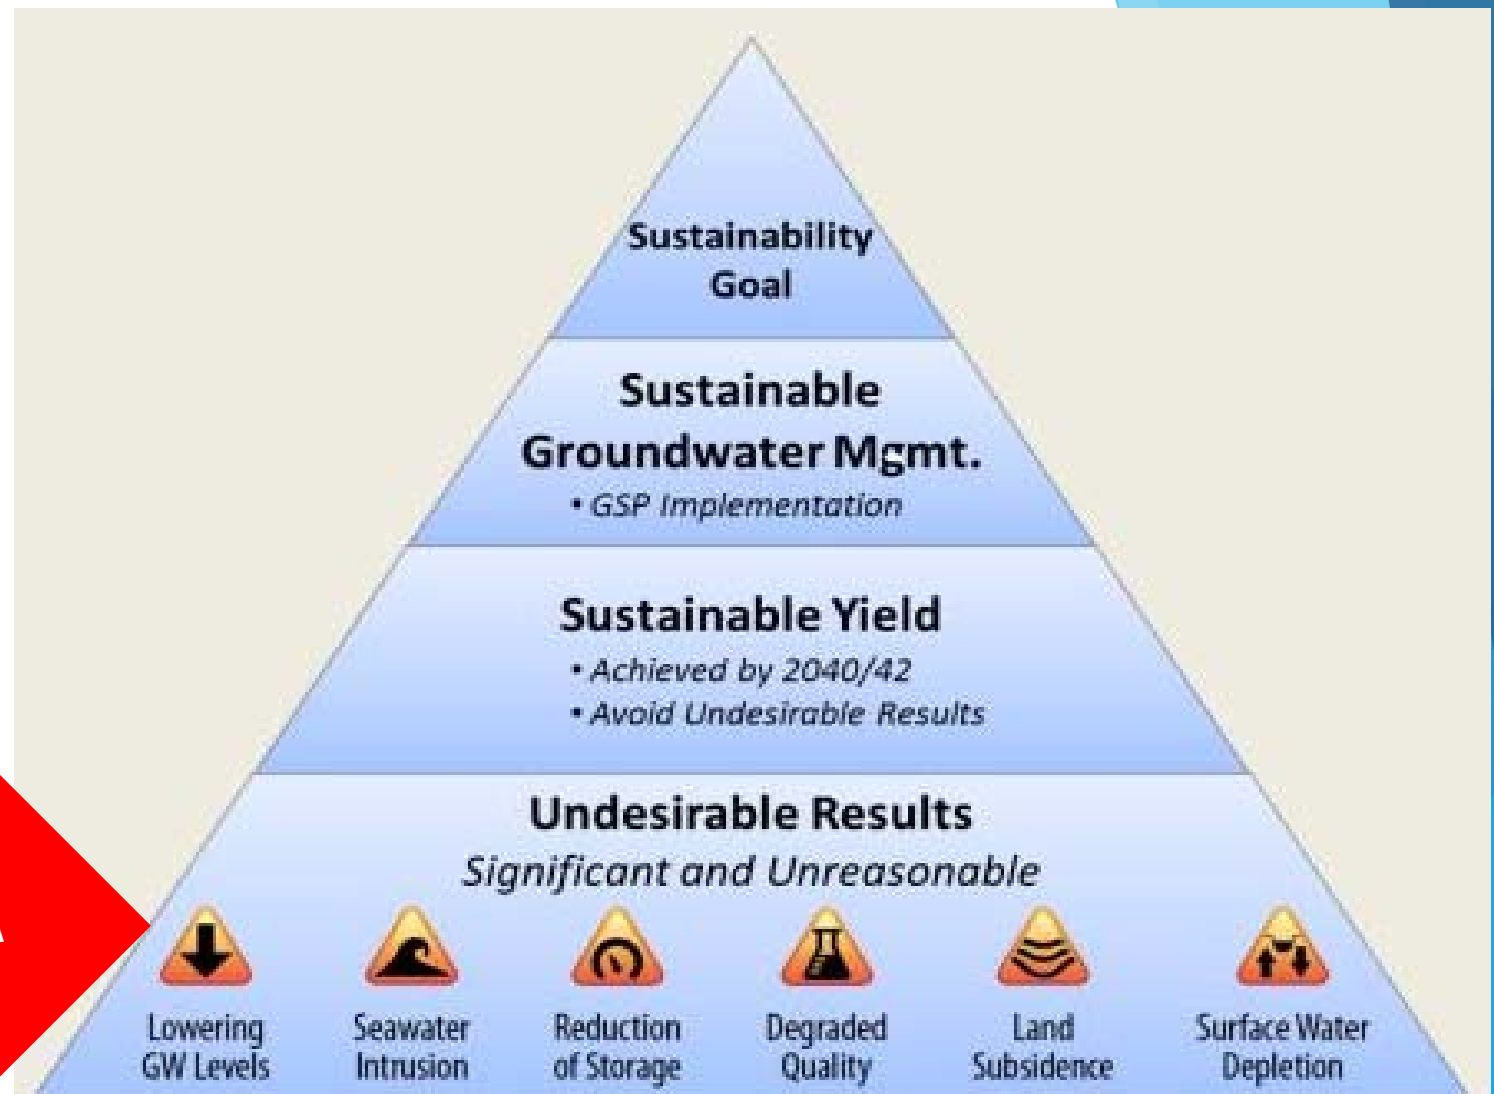 Sustainability
Goal
Sustainable
Groundwater Mgmt.
• GSP Implementation
Sustainable Yield
• Achieved by 2040/42
• Avoid Undesirable Results
Undesirable Results
Significant and Unreasonable
Lowering
GW Levels
Seawater
Intrusion
Reduction
of Storage
Degraded
Quality
Land
Subsidence
Surface Water
Depletion